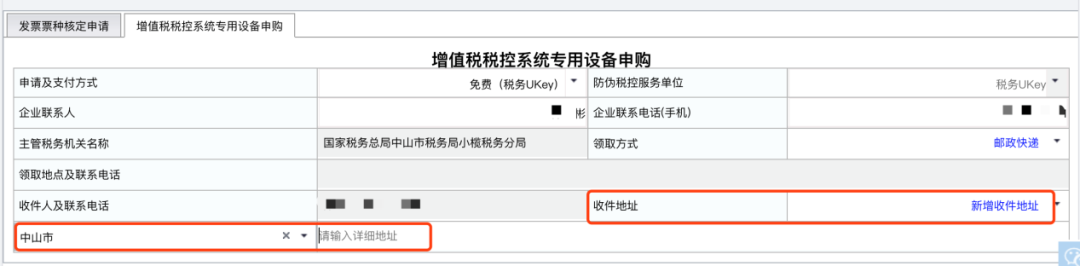 发票票种核定申请 增值税税控系统专用设备申购
增值税税控系统专用设备申购
申请及支付方式 免费（税务UKey） 防伪税控服务单位 税务UKey
企业联系人 彬 企业联系电话(手机)
主管税务机关名称 国家税务总局中山市税务局小榄税务分局 领取方式 邮政快递
领取地点及联系电话
收件人及联系电话 收件地址 新增收件地址
中山市 请输入详细地址